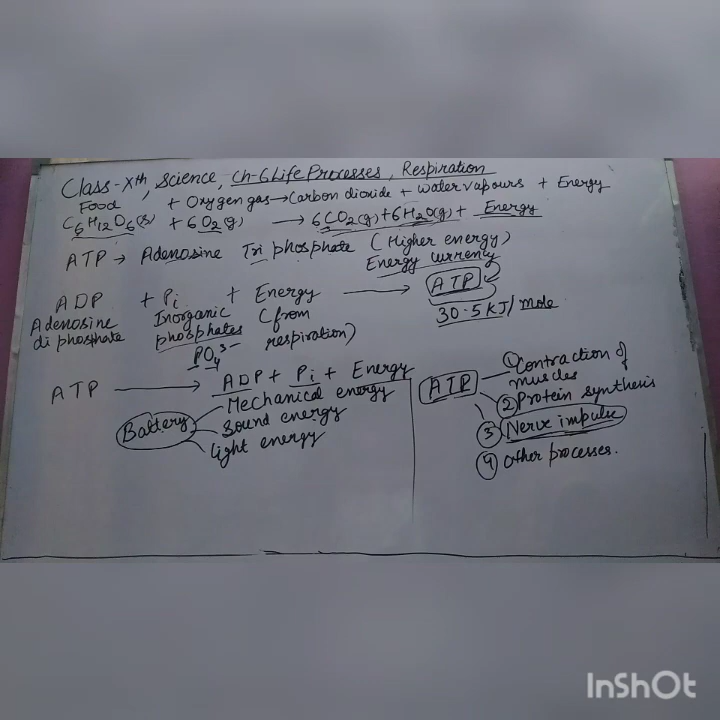 Class-Xth Science, Ch-6 Life Processes, Respiration
Food + Oxygen gas → Carbon dioxide + water vapours + Energy
C6H12O6(s) + 6O2(g) → 6CO2(g) + 6H2O(g) + Energy
ATP → Adenosine Tri phosphate (Higher energy)
Energy currency
ADP + Pi + Energy → ATP
Adenosine diphosphate
Inorganic phosphates
(from respiration)
30.5 KJ/mole
PO4 3-
ATP → ADP + Pi + Energy
Battery
Mechanical energy
Sound energy
Light energy
ATP
① Contraction of muscles
② Protein synthesis
③ Nerve impulse
④ Other processes.
InShOt